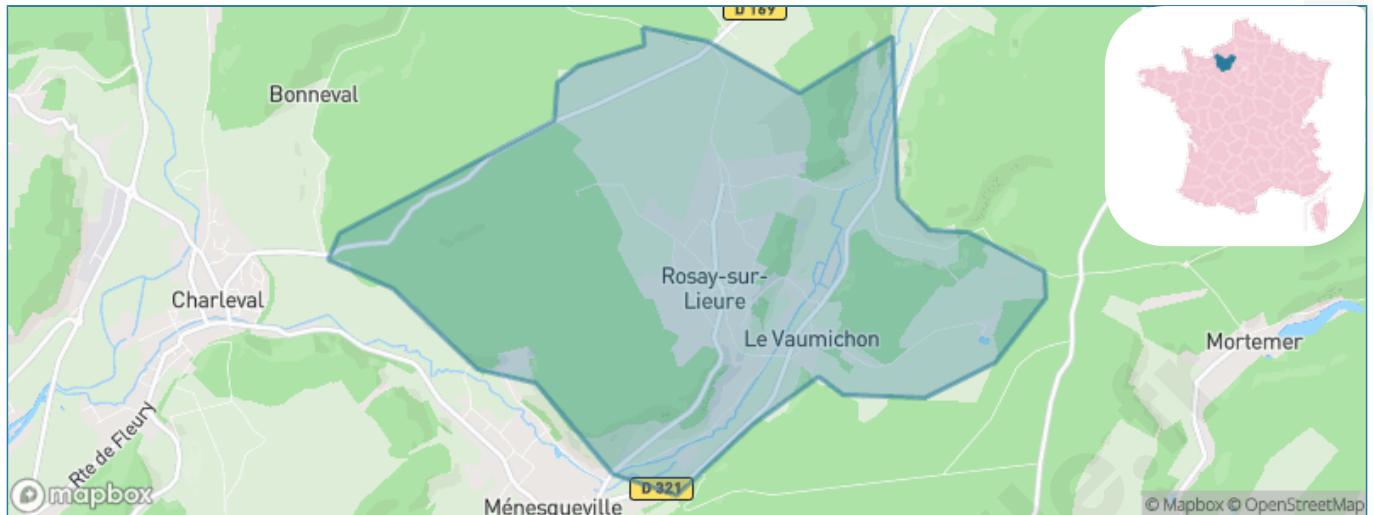 D 169
Bonneval
Rosay-sur-
Lieure
Charleval
Le Vaumichon
Mortemer
Rte de Fleury
D 321
Ménesqueville
mapbox
© Mapbox © OpenStreetMap